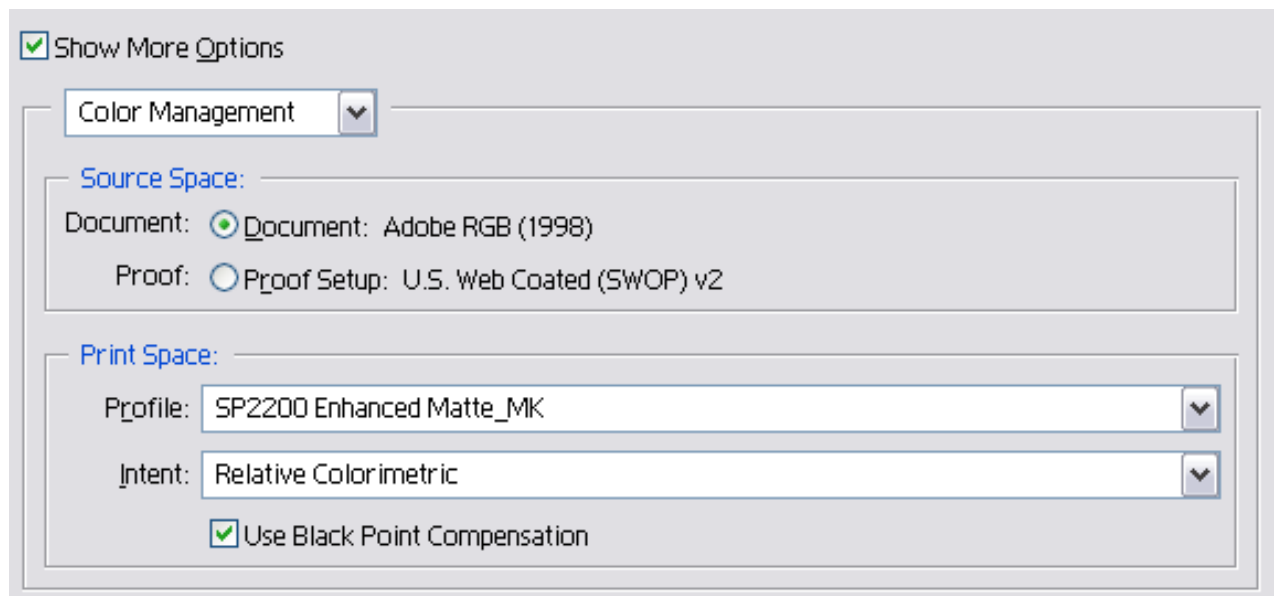 Show More Options
Color Management
Source Space:
Document: Document: Adobe RGB (1998)
Proof: Proof Setup: U.S. Web Coated (SWOP) v2
Print Space:
Profile: SP2200 Enhanced Matte_MK
Intent: Relative Colorimetric
Use Black Point Compensation